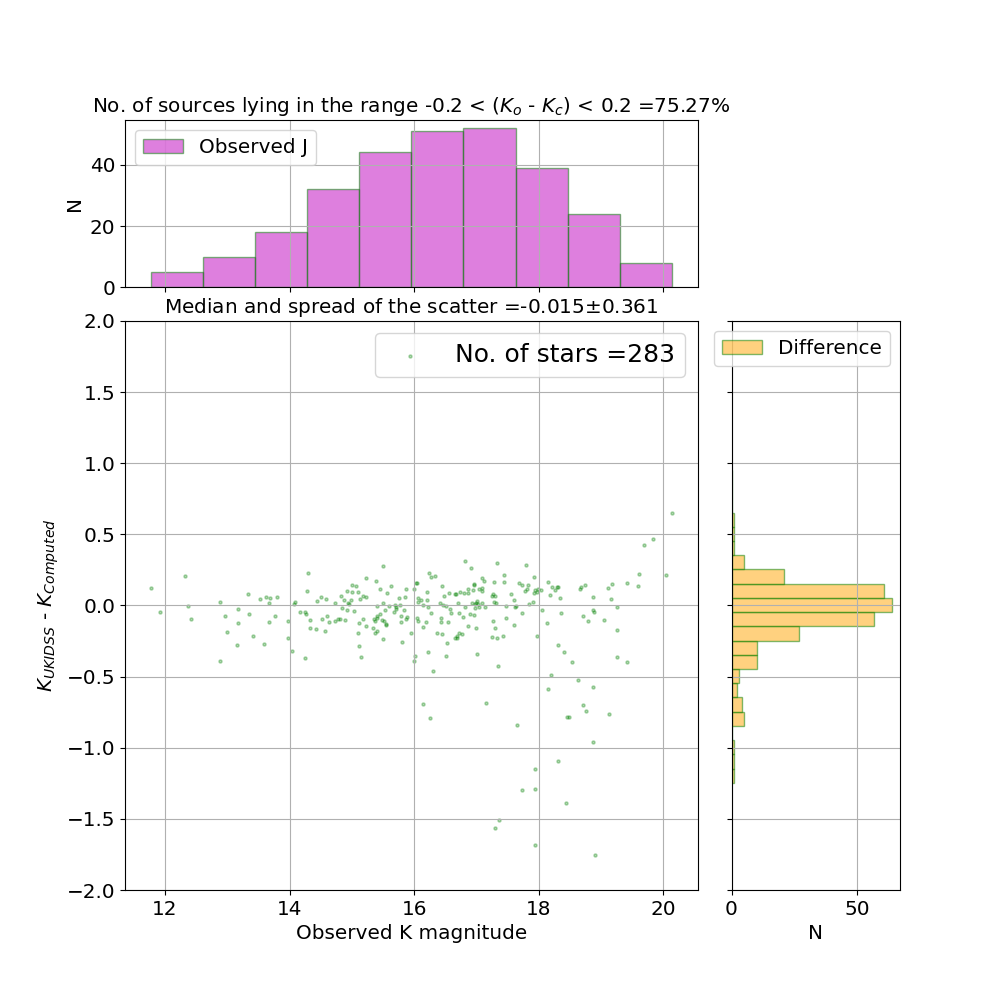 No. of sources lying in the range -0.2 < (K_o - K_c) < 0.2 =75.27%
Observed J
N
40
20
0
Median and spread of the scatter =-0.015±0.361
No. of stars =283
Difference
K_UKIDSS - K_Computed
2.0
1.5
1.0
0.5
0.0
−0.5
−1.0
−1.5
−2.0
12 14 16 18 20
0 50
Observed K magnitude
N